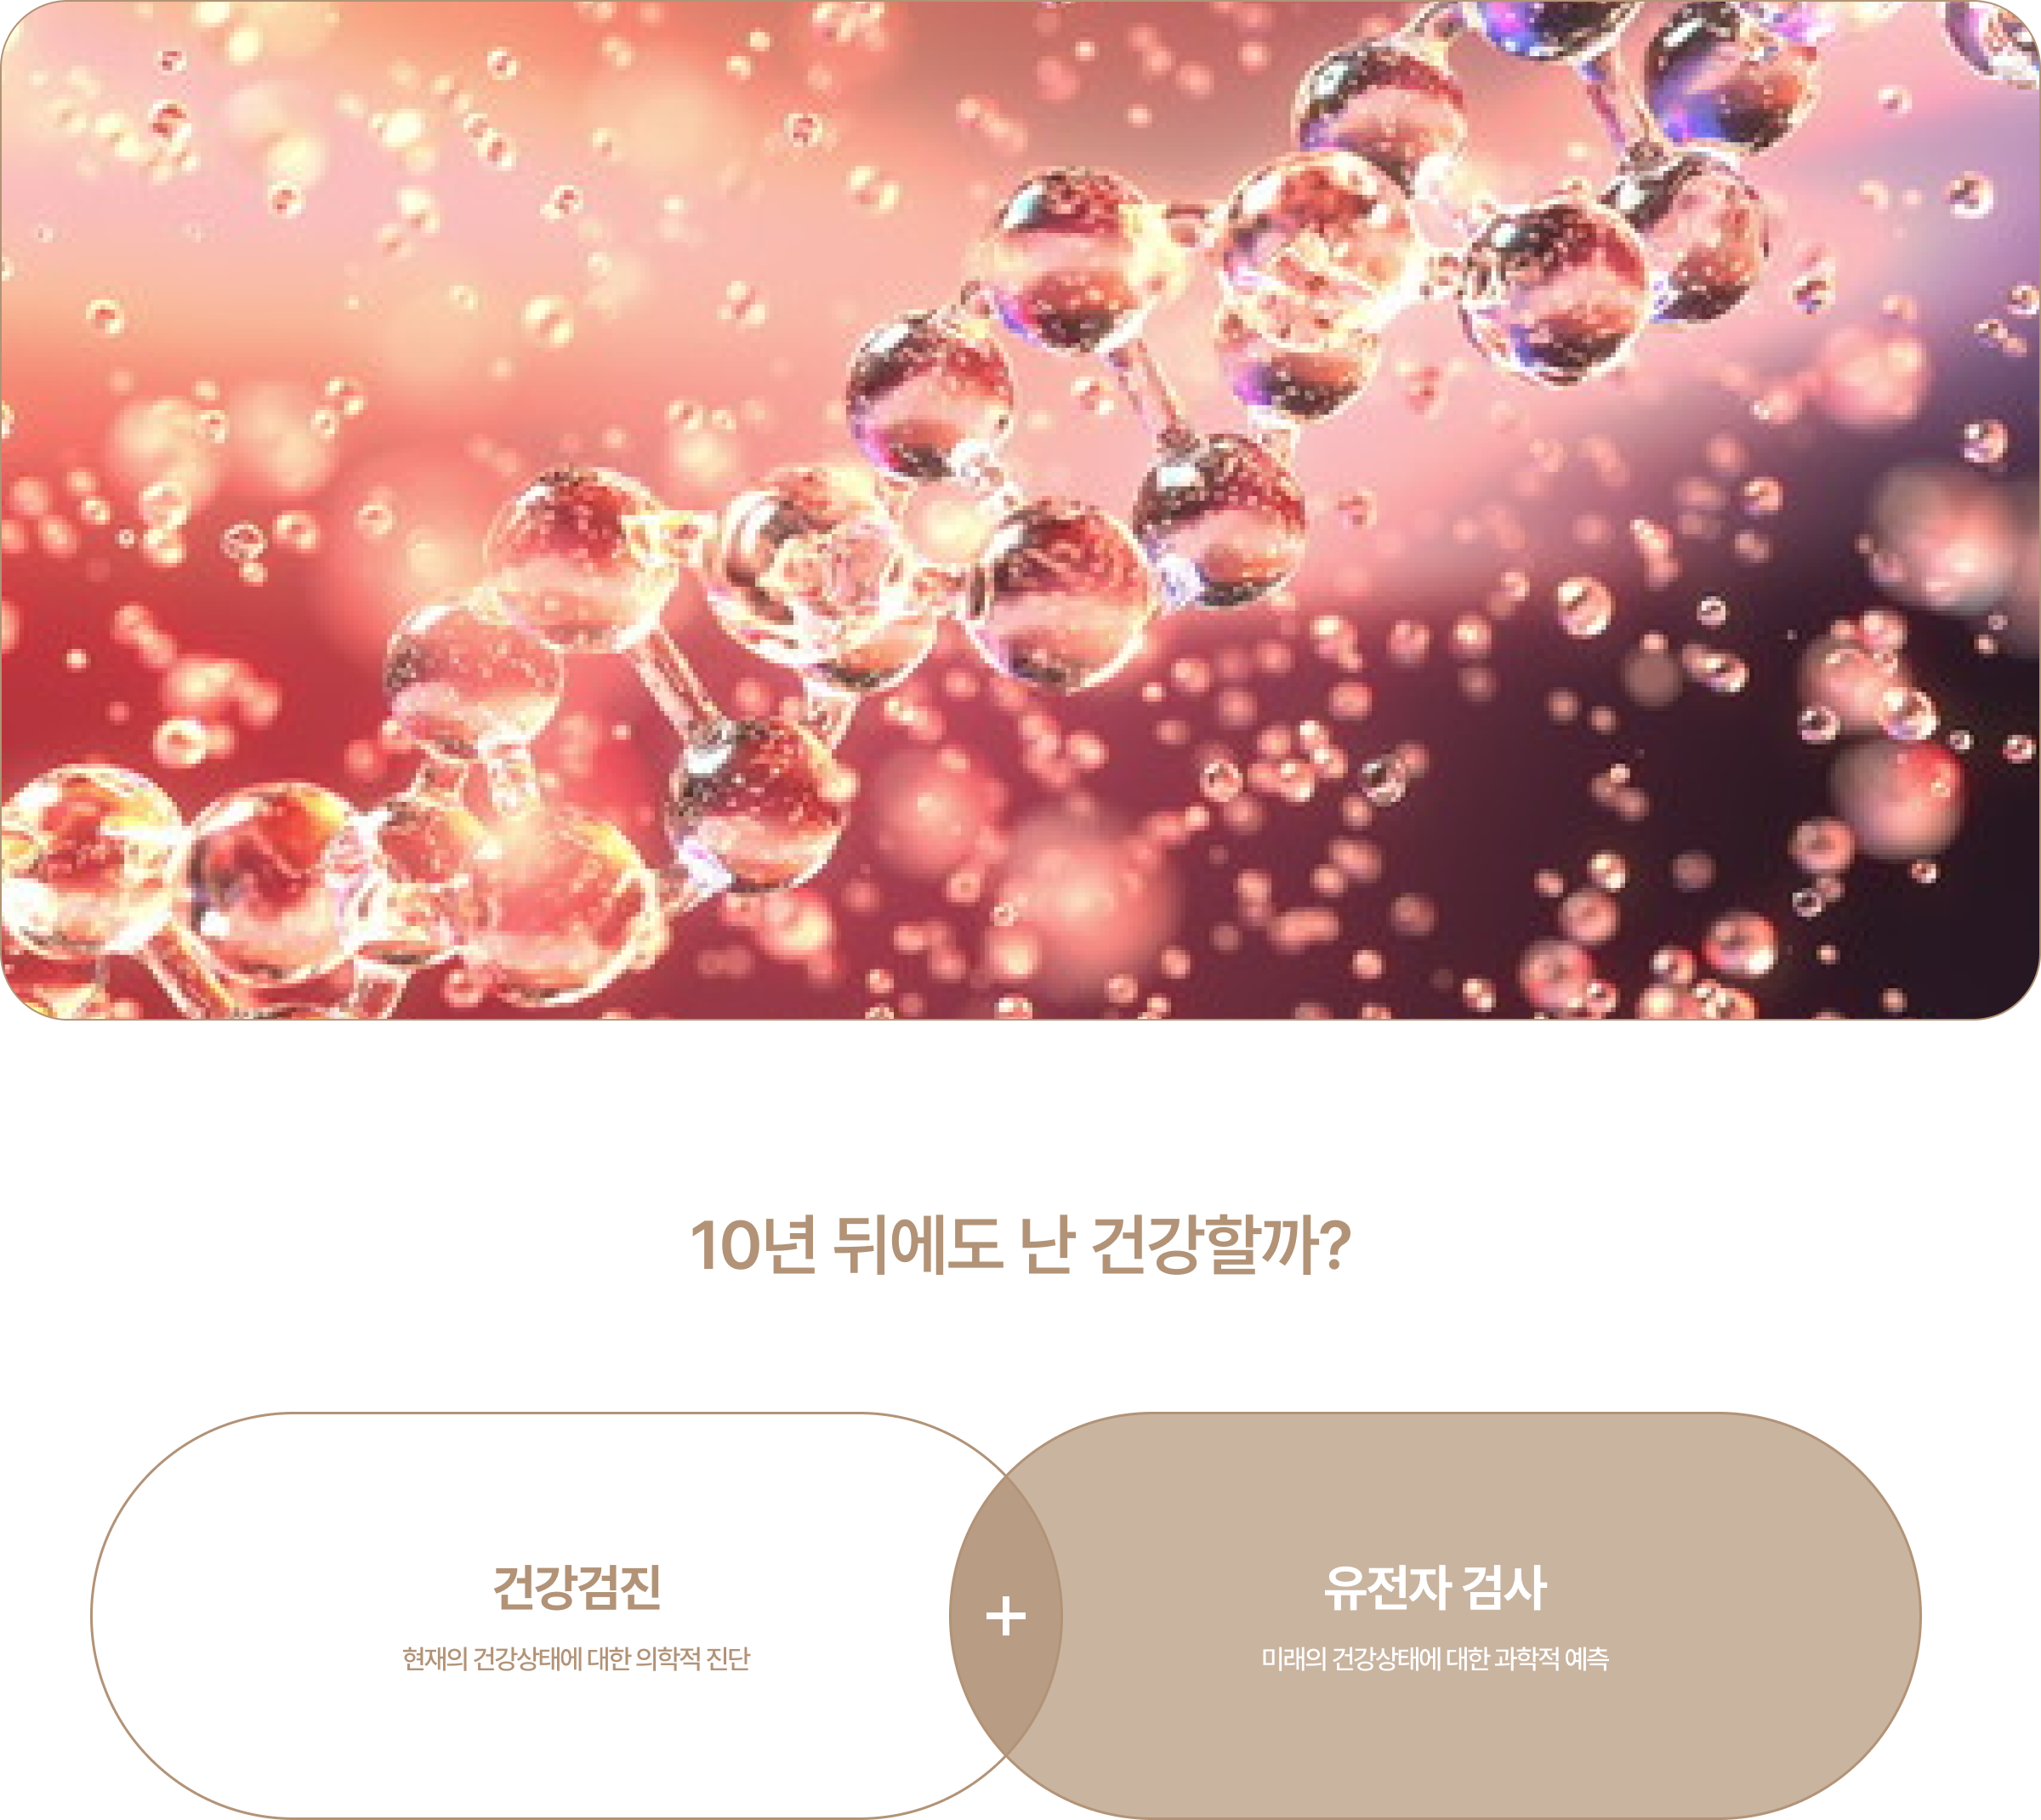 10년 뒤에도 난 건강할까?
건강검진
현재의 건강상태에 대한 의학적 진단
+
유전자 검사
미래의 건강상태에 대한 과학적 예측